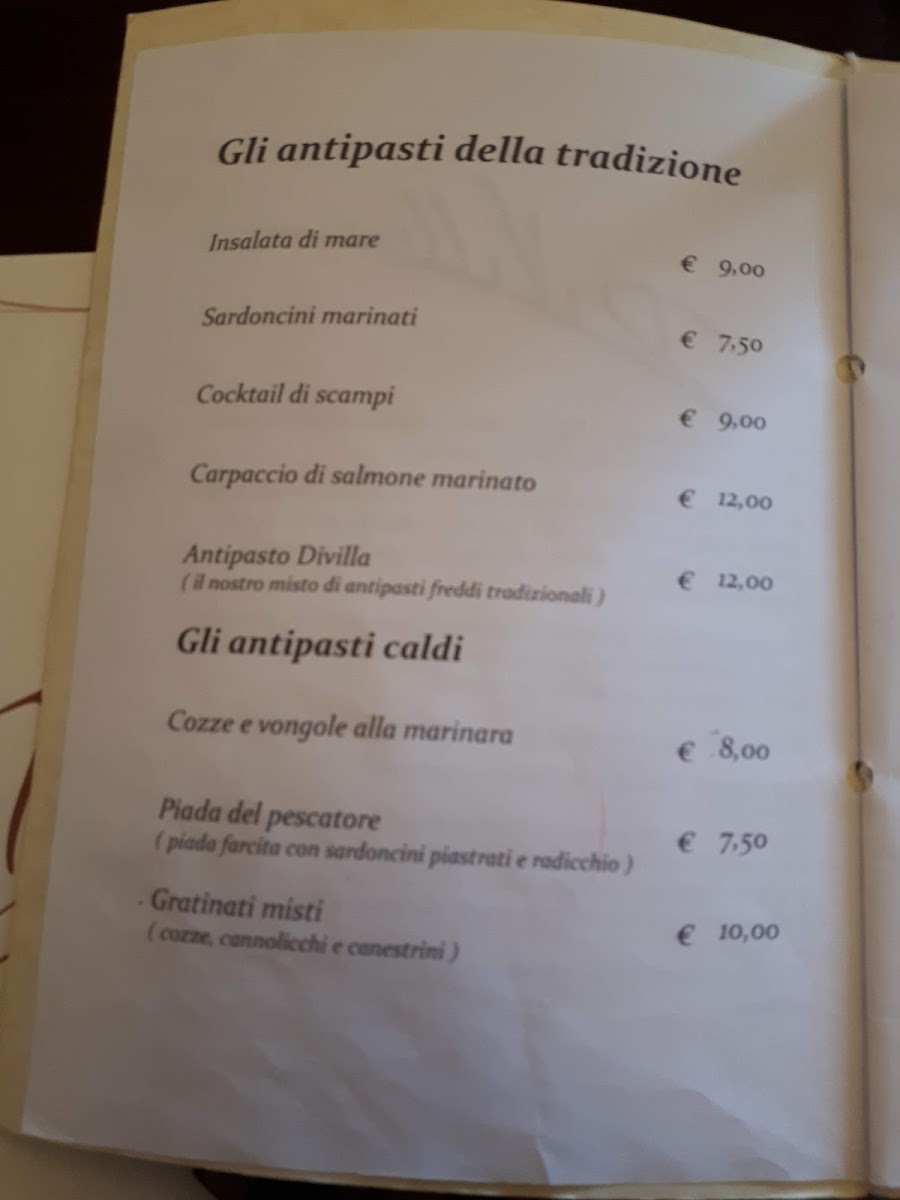 Gli antipasti della tradizione
Insalata di mare € 9,00
Sardoncini marinati € 7,50
Cocktail di scampi € 9,00
Carpaccio di salmone marinato € 12,00
Antipasto Divilla € 12,00
( il nostro misto di antipasti freddi tradizionali )
Gli antipasti caldi
Cozze e vongole alla marinara € 8,00
Piada del pescatore € 7,50
( piada farcita con sardoncini piastrati e radicchio )
Gratinati misti € 10,00
( cozze, cannolicchi e canestrini )